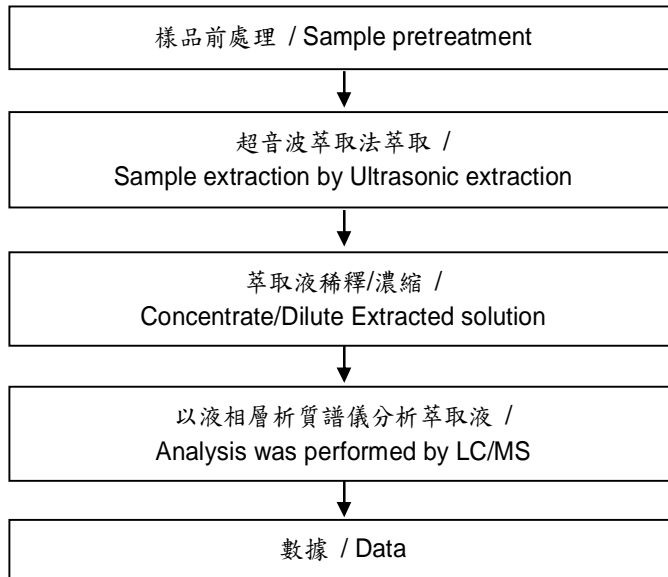 樣品前處理 / Sample pretreatment
超音波萃取法萃取 /
Sample extraction by Ultrasonic extraction
萃取液稀釋/濃縮 /
Concentrate/Dilute Extracted solution
以液相層析質譜儀分析萃取液 /
Analysis was performed by LC/MS
數據 / Data